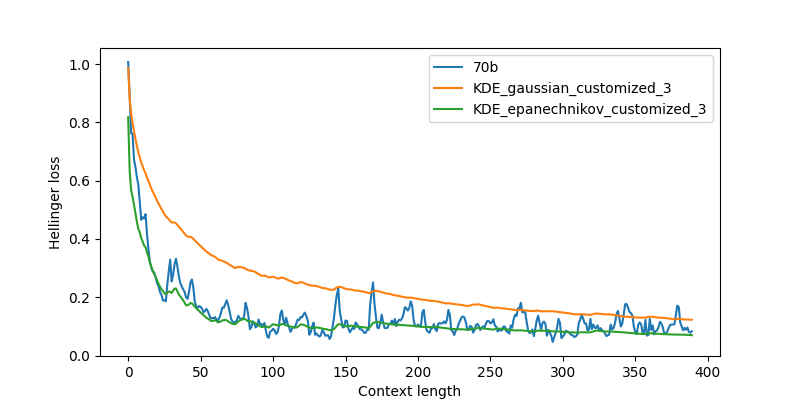 70b
KDE_gaussian_customized_3
KDE_epanechnikov_customized_3
Hellinger loss
1.0
0.8
0.6
0.4
0.2
0.0
0 50 100 150 200 250 300 350 400
Context length